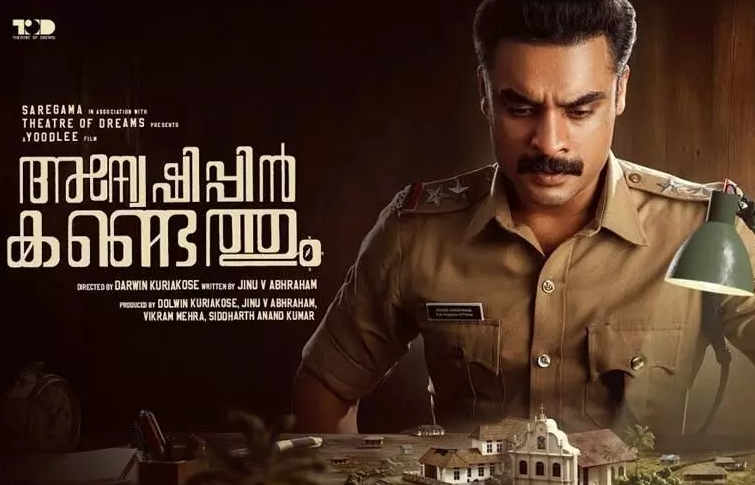 TD
THEATRE OF DREAMS
SAREGAMA IN ASSOCIATION WITH
THEATRE OF DREAMS PRESENTS
A YOODLEE FILM
അന്വേഷിപ്പിൻ
കണ്ടെത്തും
DIRECTED BY DARWIN KURIAKOSE WRITTEN BY JINU V ABHRAHAM
PRODUCED BY DOLWIN KURIAKOSE, JINU V ABHRAHAM,
VIKRAM MEHRA, SIDDHARTH ANAND KUMAR